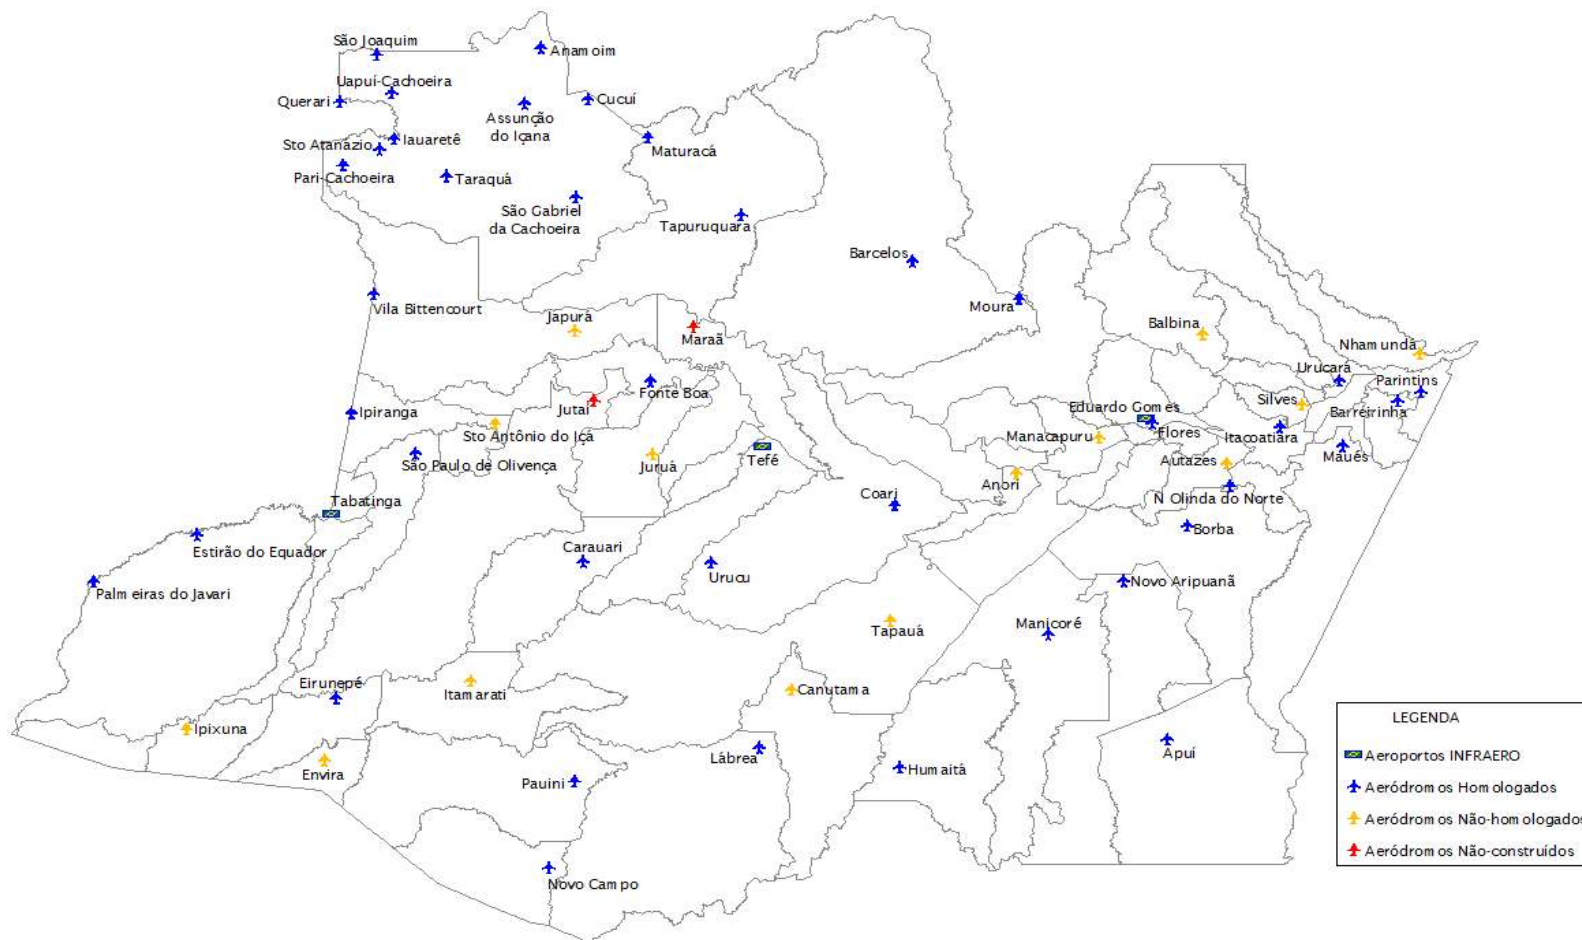 São Joaquim
Anamoim
Uapuí-Cachoeira
Querari
Cucuí
Assunção
do Içana
Iauaretê
Sto Atanazio
Maturacá
Pari-Cachoeira
Taraquá
São Gabriel
da Cachoeira
Tapuruquara
Barcelos
Vila Bittencourt
Moura
Japurá
Maraã
Balbina
Nhamundá
Urucará
Parintins
Fonte Boa
Jutaí
Silves
Barreirinha
Ipiranga
Eduardo Gomes
Flores
Itacoatiara
Sto Antônio do Içá
Manacapuru
Maués
São Paulo de Olivença
Juruá
Tefé
Autazes
Anori
Tabatinga
Coari
N Olinda do Norte
Borba
Estirão do Equador
Carauari
Urucu
Novo Aripuanã
Palmeiras do Javari
Tapauá
Manicoré
Eirunepé
Itamarati
Canutama
Ipixuna
Lábrea
Apuí
Envira
Pauini
Humaitá
Novo Campo
LEGENDA
Aeroportos INFRAERO
Aeródromos Homologados
Aeródromos Não-homologados
Aeródromos Não-construídos